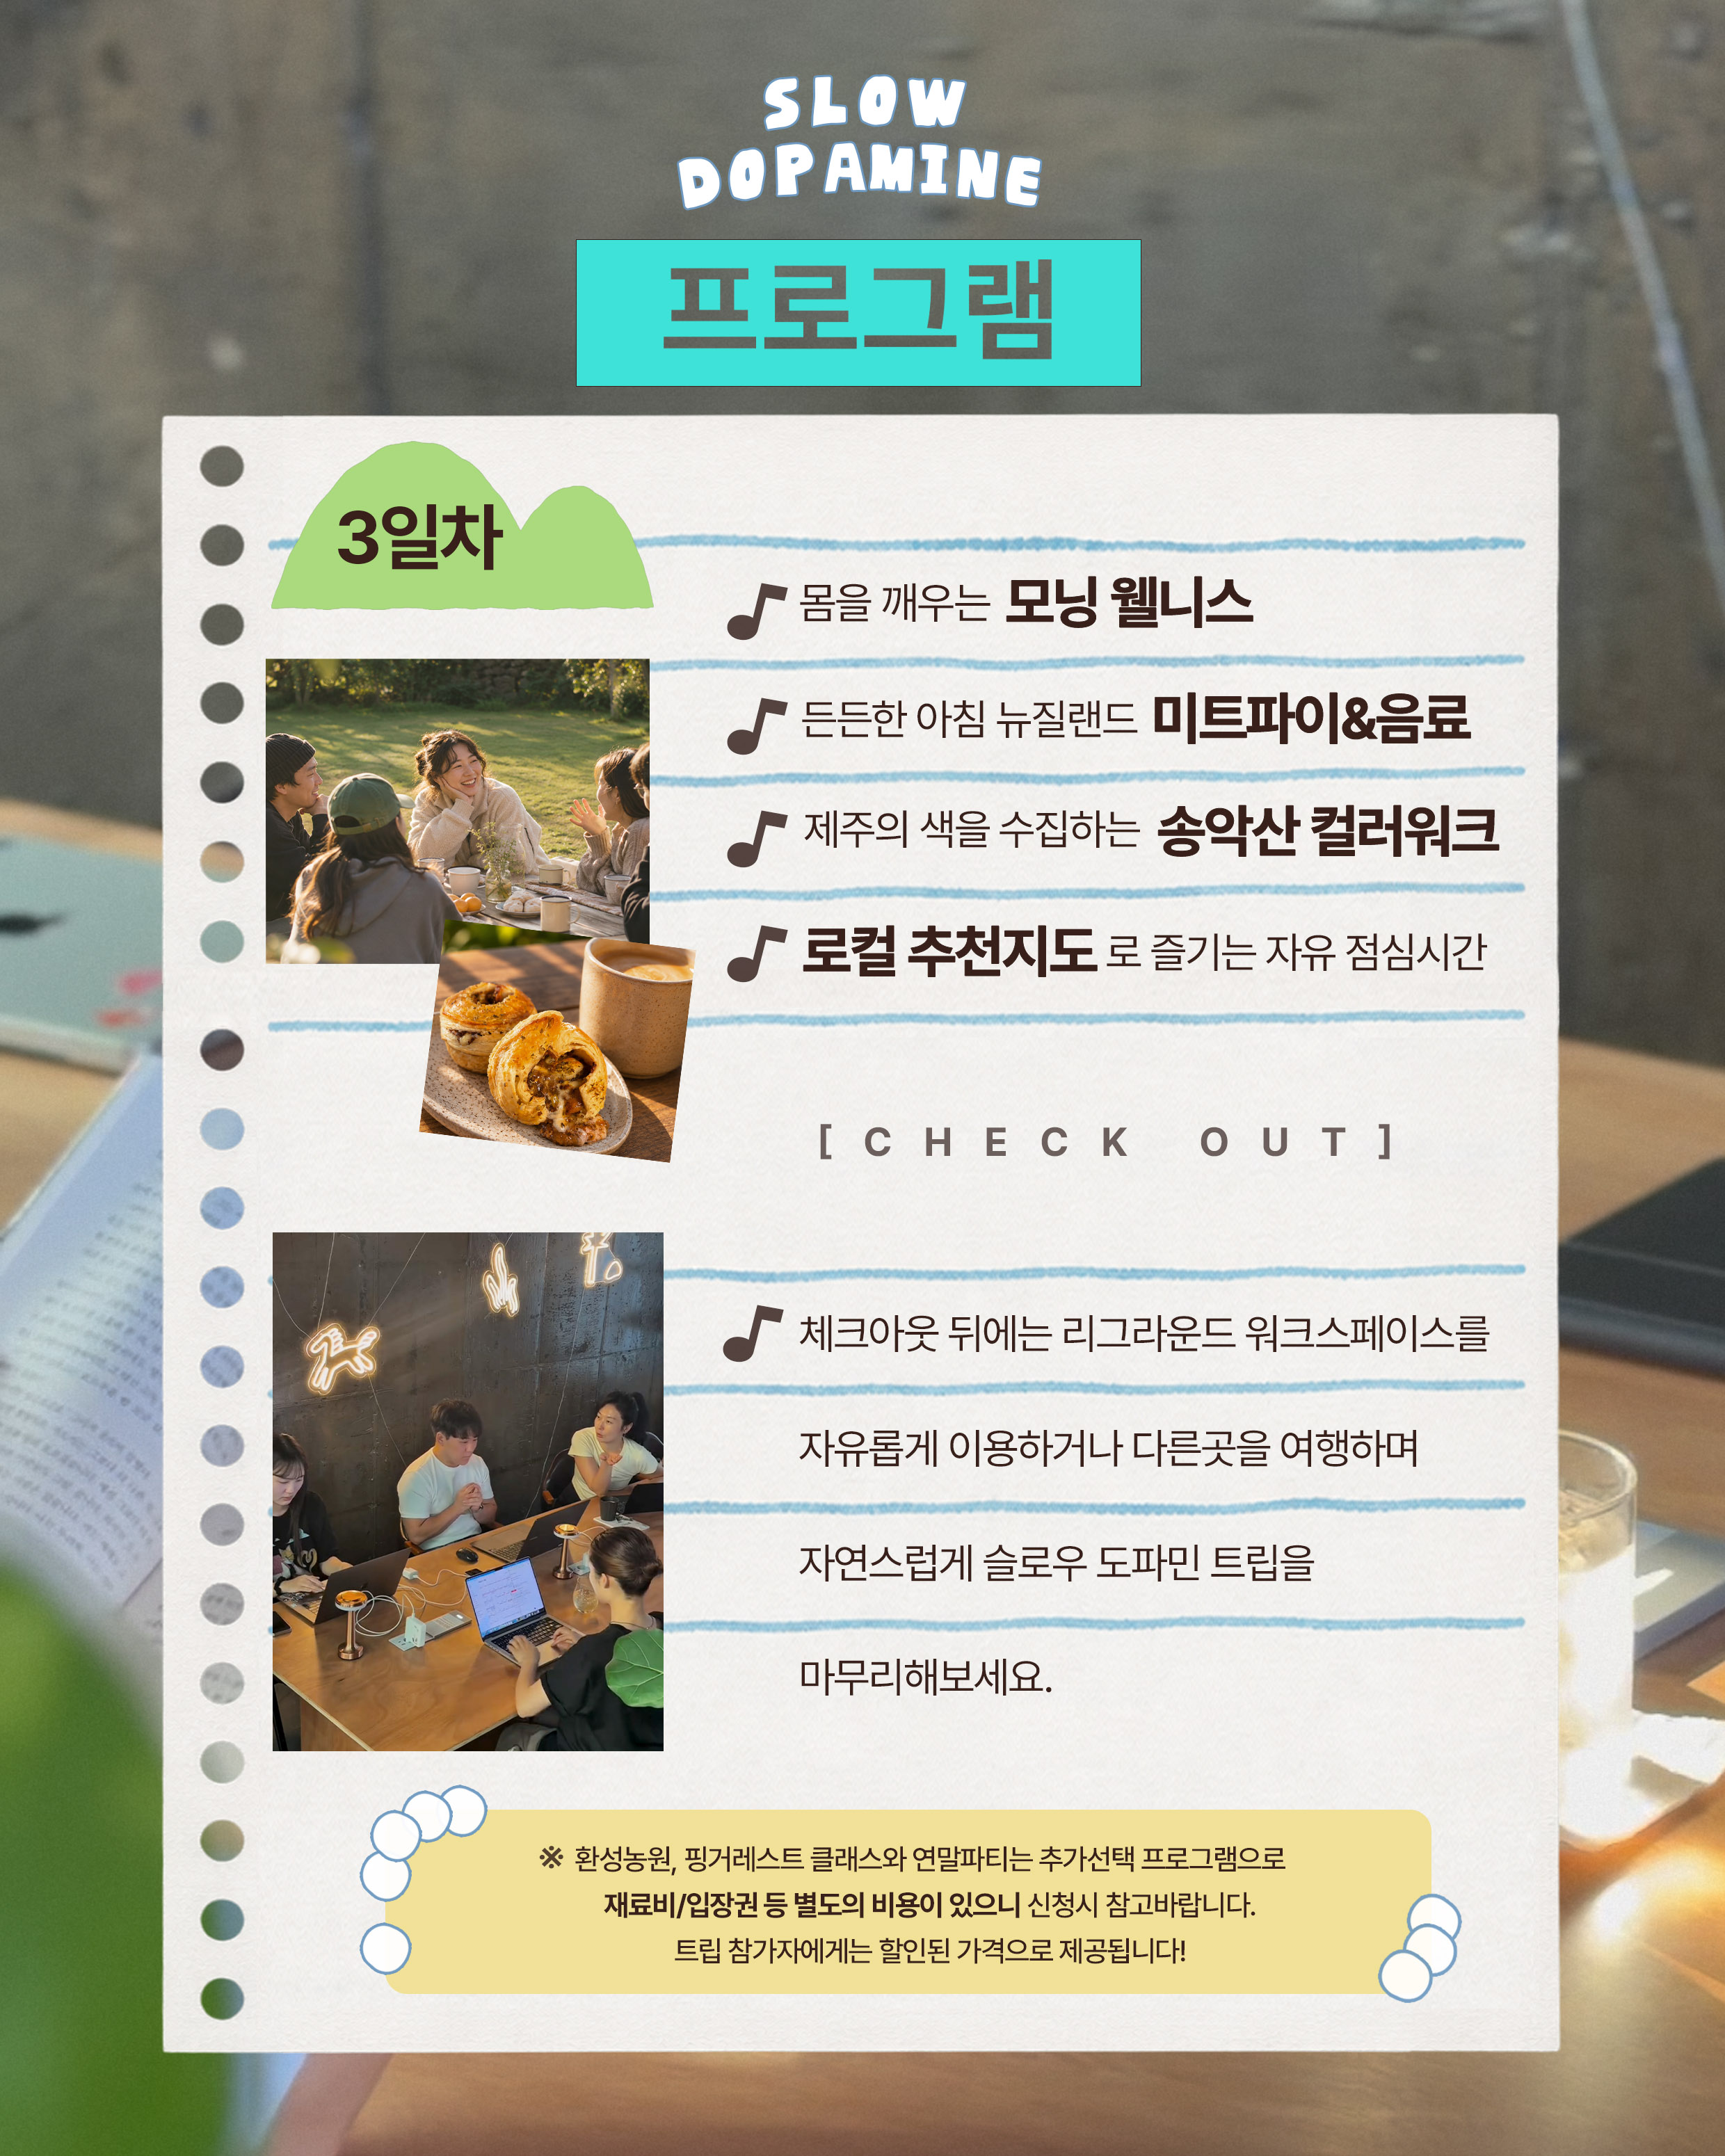 SLOW
DOPAMINE
프로그램
3일차
몸을 깨우는 모닝 웰니스
든든한 아침 뉴질랜드 미트파이&음료
제주의 색을 수집하는 송악산 컬러워크
로컬 추천지도 로 즐기는 자유 점심시간
[CHECK OUT]
체크아웃 뒤에는 리그라운드 워크스페이스를
자유롭게 이용하거나 다른곳을 여행하며
자연스럽게 슬로우 도파민 트립을
마무리해보세요.
※ 환성농원, 핑거레스트 클래스와 연말파티는 추가선택 프로그램으로
재료비/입장권 등 별도의 비용이 있으니 신청시 참고바랍니다.
트립 참가자에게는 할인된 가격으로 제공됩니다!